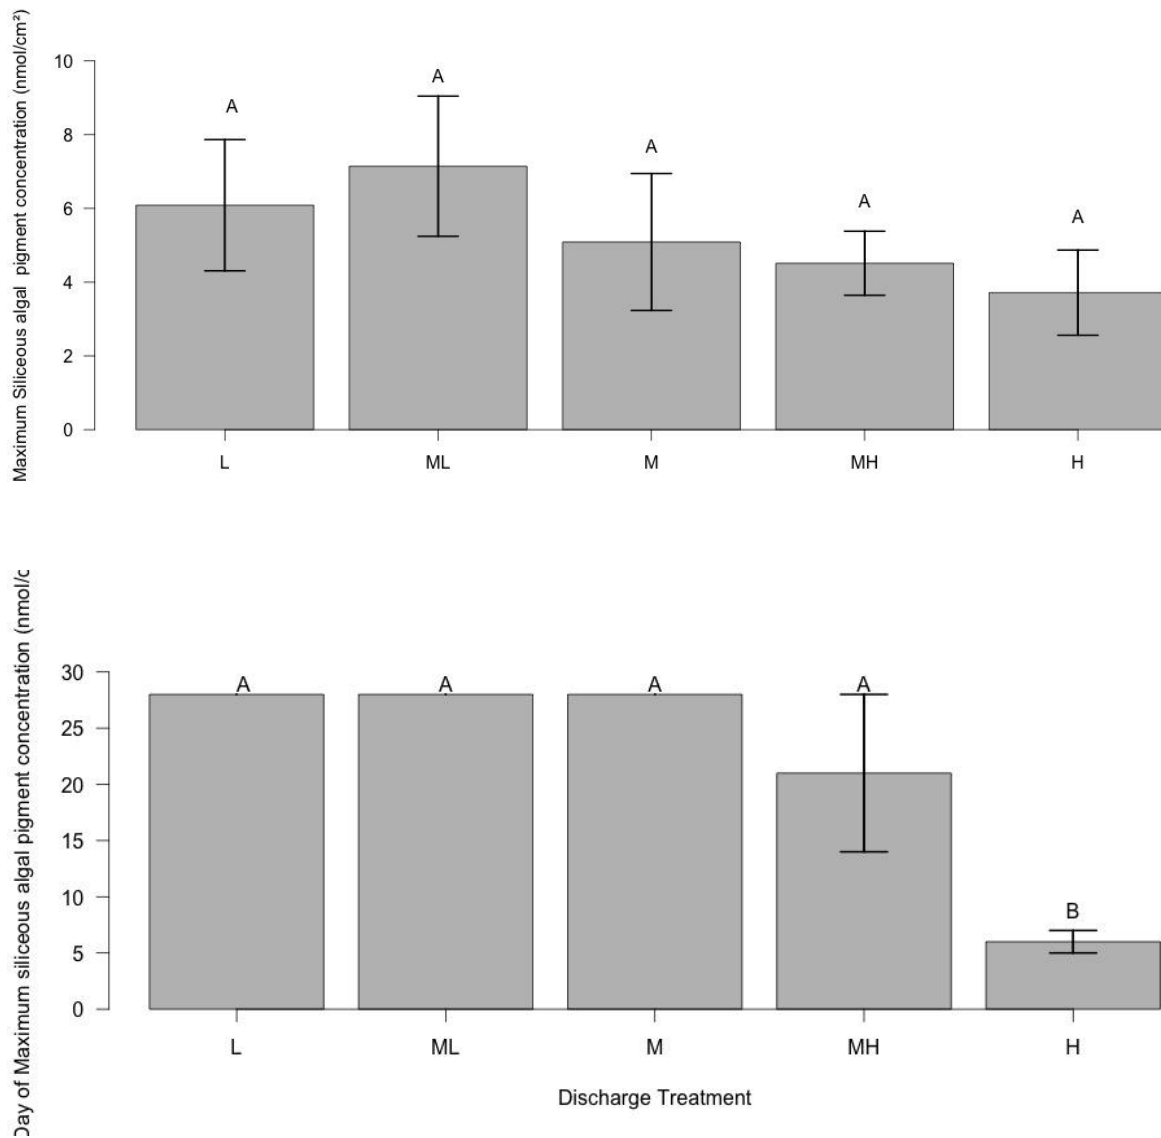 Maximum Siliceous algal pigment concentration (nmol/cm²)
10
8
6
4
2
0
A
A
A
A
A
L
ML
M
MH
H
Day of Maximum siliceous algal pigment concentration (nmol/c
30
25
20
15
10
5
0
A
A
A
A
B
L
ML
M
MH
H
Discharge Treatment